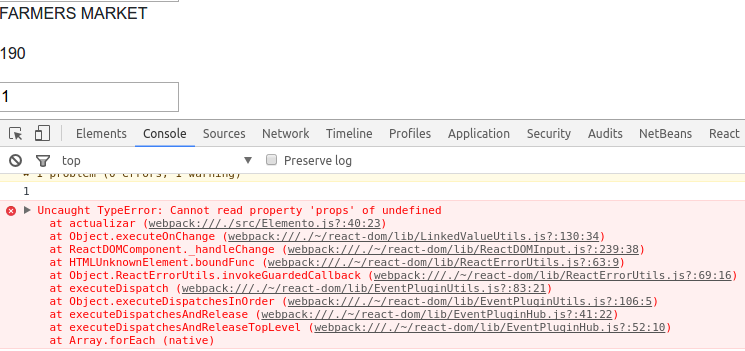 FARMERS MARKET
190
1
Elements Console Sources Network Timeline Profiles Application Security Audits NetBeans React
top ▼ Preserve log
1 problem (0 errors, 1 warning)
1
Uncaught TypeError: Cannot read property 'props' of undefined
at actualizar (webpack:///./src/Elemento.js?:40:23)
at Object.executeOnChange (webpack:///./~/react-dom/lib/LinkedValueUtils.js?:130:34)
at ReactDOMComponent._handleChange (webpack:///./~/react-dom/lib/ReactDOMInput.js?:239:38)
at HTMLUnknownElement.boundFunc (webpack:///./~/react-dom/lib/ReactErrorUtils.js?:63:9)
at Object.ReactErrorUtils.invokeGuardedCallback (webpack:///./~/react-dom/lib/ReactErrorUtils.js?:69:16)
at executeDispatch (webpack:///./~/react-dom/lib/EventPluginUtils.js?:83:21)
at Object.executeDispatchesInOrder (webpack:///./~/react-dom/lib/EventPluginUtils.js?:106:5)
at executeDispatchesAndRelease (webpack:///./~/react-dom/lib/EventPluginHub.js?:41:22)
at executeDispatchesAndReleaseTopLevel (webpack:///./~/react-dom/lib/EventPluginHub.js?:52:10)
at Array.forEach (native)